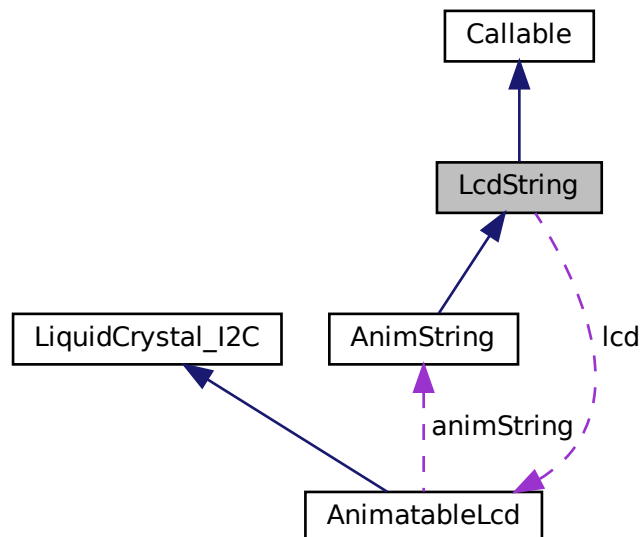 Callable
LcdString
LiquidCrystal_I2C
AnimString
lcd
animString
AnimatableLcd